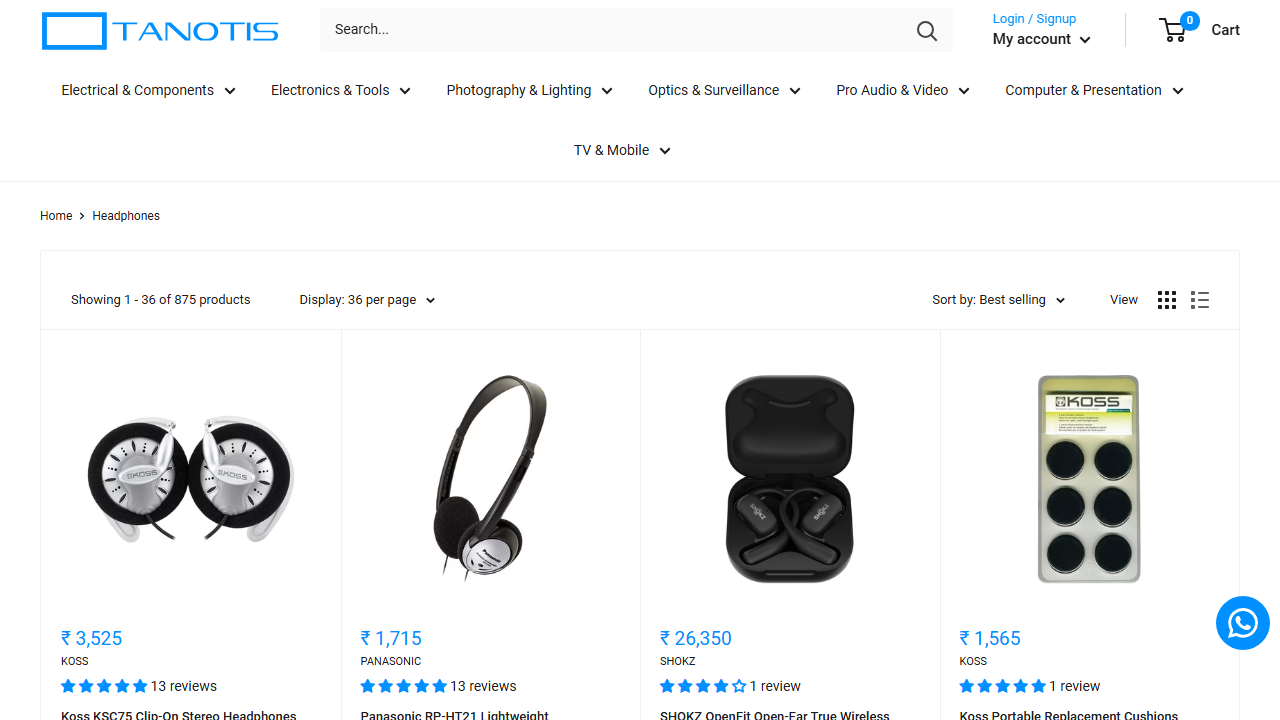 TANOTIS
Search...
Login / Signup
My account
0
Cart
Electrical & Components
Electronics & Tools
Photography & Lighting
Optics & Surveillance
Pro Audio & Video
Computer & Presentation
TV & Mobile
Home
Headphones
Showing 1 - 36 of 875 products
Display: 36 per page
Sort by: Best selling
View
KOSS
KOSS
Panasonic
SHOKZ
SHOKZ
KOSS
₹ 3,525
KOSS
13 reviews
Koss KSC75 Clip-On Stereo Headphones
₹ 1,715
PANASONIC
13 reviews
Panasonic RP-HT21 Lightweight
₹ 26,350
SHOKZ
1 review
SHOKZ OpenFit Open-Ear True Wireless
₹ 1,565
KOSS
1 review
Koss Portable Replacement Cushions